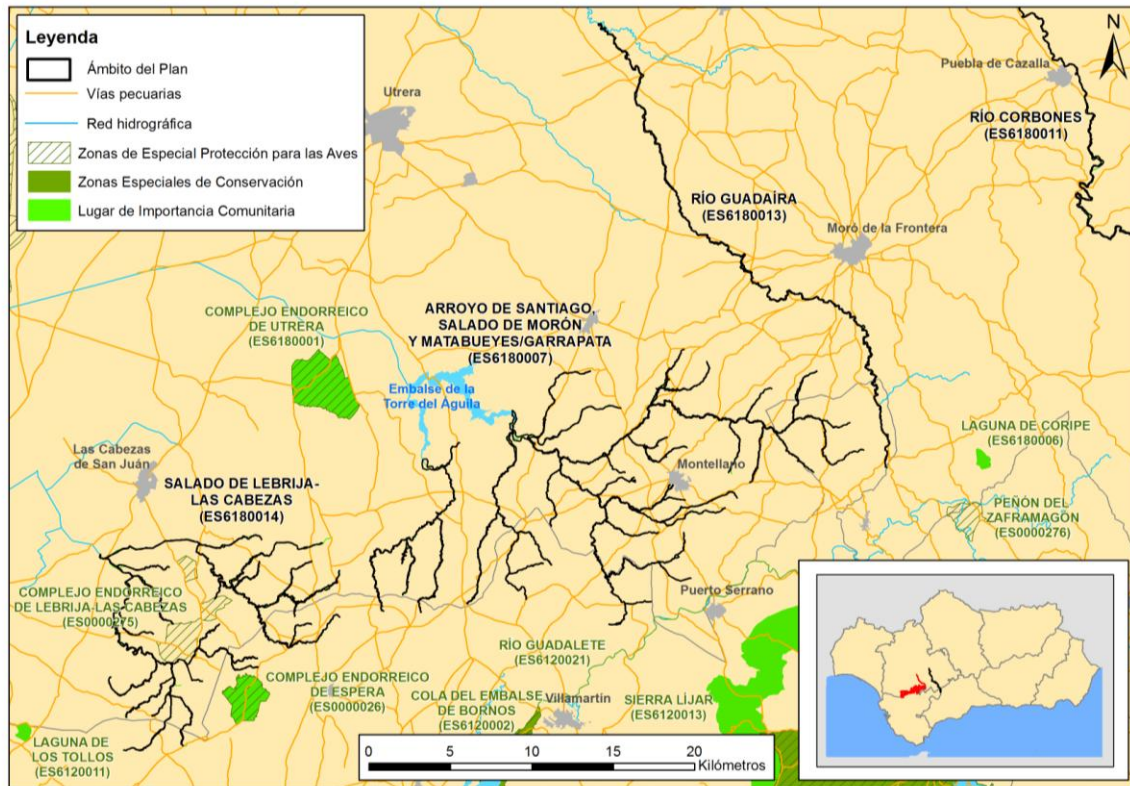 Leyenda
Ámbito del Plan
Vías pecuarias
Red hidrográfica
Zonas de Especial Protección para las Aves
Zonas Especiales de Conservación
Lugar de Importancia Comunitaria
N
Utrera
Puebla de Cazalla
RÍO CORBONES
(ES6180011)
RÍO GUADAÍRA
(ES6180013)
Moró de la Frontera
COMPLEJO ENDORREICO
DE UTRERA
(ES6180001)
ARROYO DE SANTIAGO,
SALADO DE MORÓN
Y MATABUEYES/GARRAPATA
(ES6180007)
Embalse de la
Torre del Águila
Las Cabezas
de San Juán
SALADO DE LEBRIJA-
LAS CABEZAS
(ES6180014)
Montellano
LAGUNA DE CORIPE
(ES6180006)
PEÑÓN DEL
ZAFRAMAGÓN
(ES0000276)
COMPLEJO ENDORREICO
DE LEBRIJA-LAS CABEZAS
(ES0000275)
Puerto Serrano
RÍO GUADALETE
(ES6120021)
COMPLEJO ENDORREICO
DE ESPERA
(ES0000026)
COLA DEL EMBALSE
DE BORNOS
(ES6120002)
Villamartín
SIERRA LÍJAR
(ES6120013)
LAGUNA DE
LOS TOLLOS
(ES6120011)
0 5 10 15 20
Kilómetros